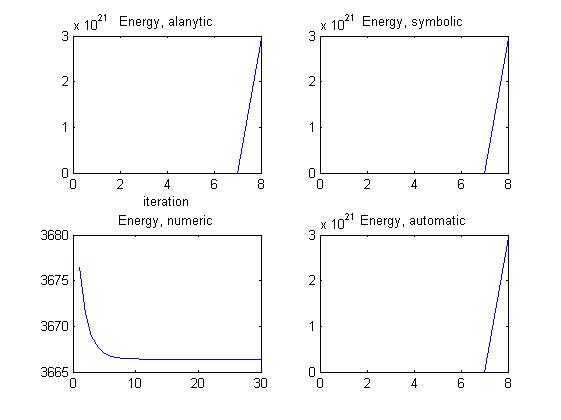 x 10^21 Energy, alanytic
3
2
1
0
0 2 4 6 8
iteration
x 10^21 Energy, symbolic
3
2
1
0
0 2 4 6 8
Energy, numeric
3680
3675
3670
3665
0 10 20 30
x 10^21 Energy, automatic
3
2
1
0
0 2 4 6 8